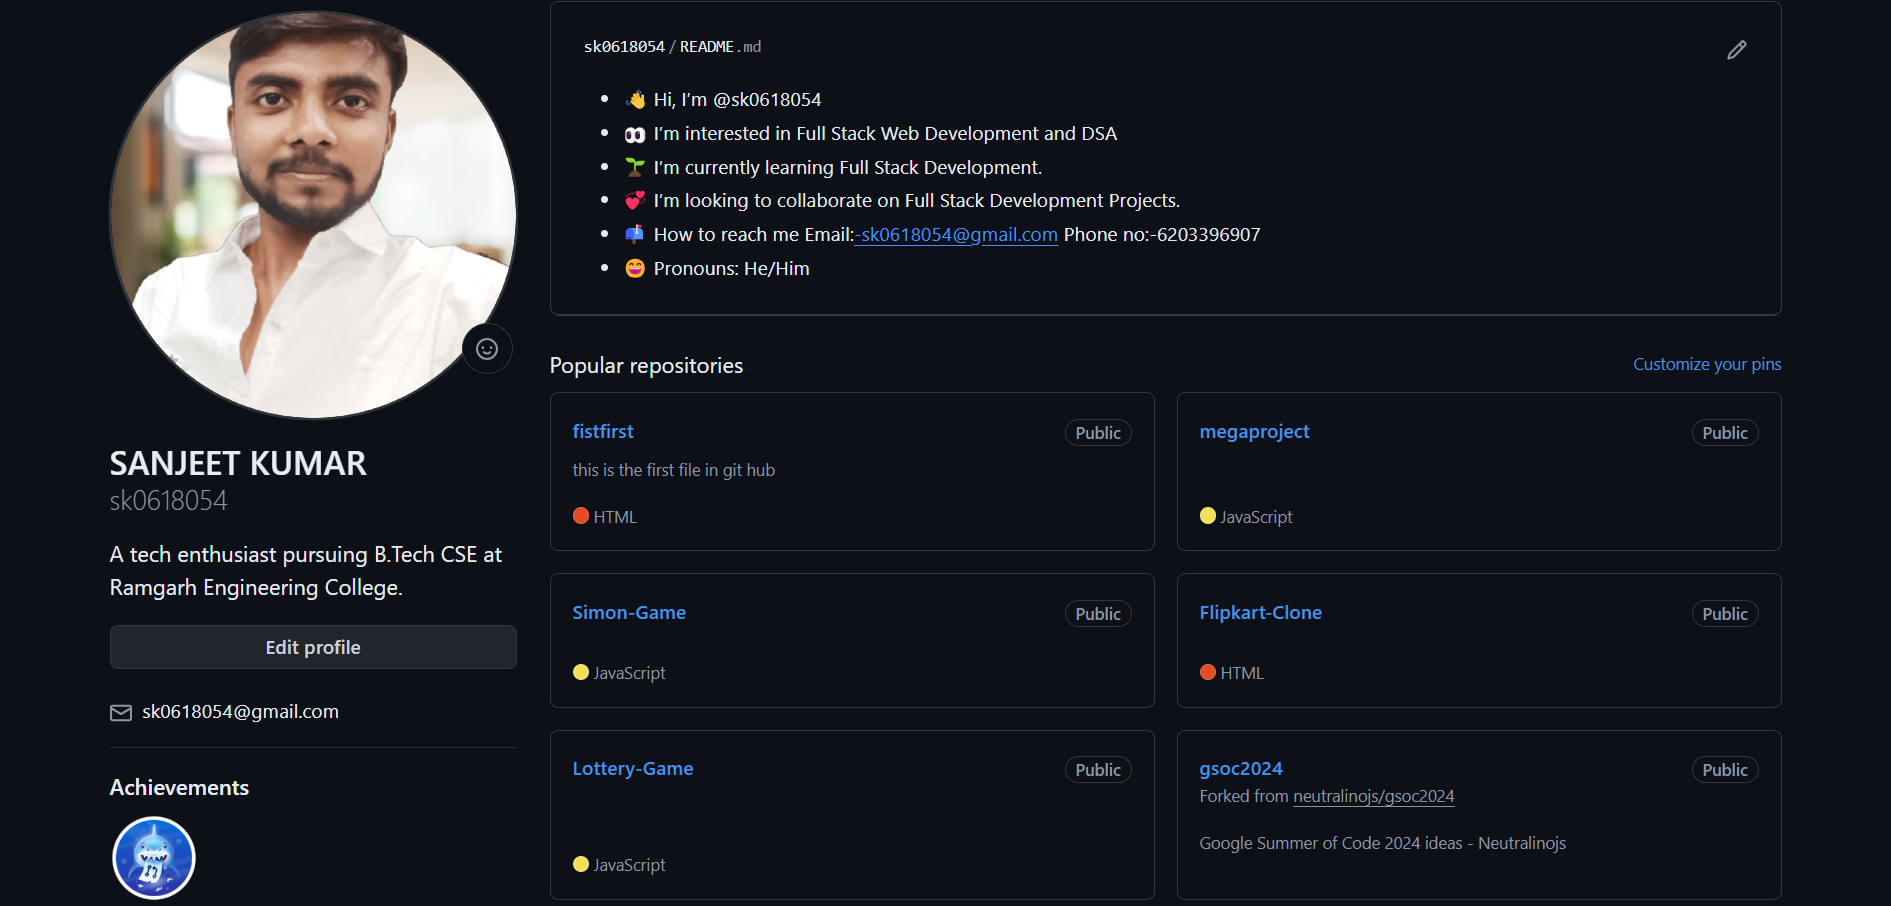 SANJEET KUMAR
sk0618054
A tech enthusiast pursuing B.Tech CSE at
Ramgarh Engineering College.
Edit profile
sk0618054@gmail.com
Achievements
sk0618054/README.md
👋 Hi, I’m @sk0618054
👀 I’m interested in Full Stack Web Development and DSA
🌱 I’m currently learning Full Stack Development.
💞️ I’m looking to collaborate on Full Stack Development Projects.
📫 How to reach me Email:-sk0618054@gmail.com Phone no:-6203396907
😄 Pronouns: He/Him
Popular repositories
Customize your pins
fistfirst
Public
this is the first file in git hub
HTML
megaproject
Public
JavaScript
Simon-Game
Public
JavaScript
Flipkart-Clone
Public
HTML
Lottery-Game
Public
JavaScript
gsoc2024
Public
Forked from neutralinojs/gsoc2024
Google Summer of Code 2024 ideas - Neutralinojs